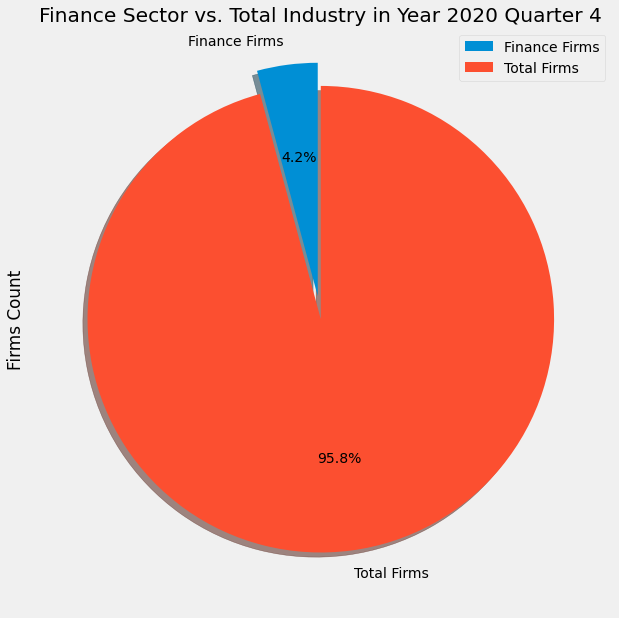 Finance Sector vs. Total Industry in Year 2020 Quarter 4
Finance Firms
Finance Firms
Total Firms
4.2%
Firms Count
95.8%
Total Firms